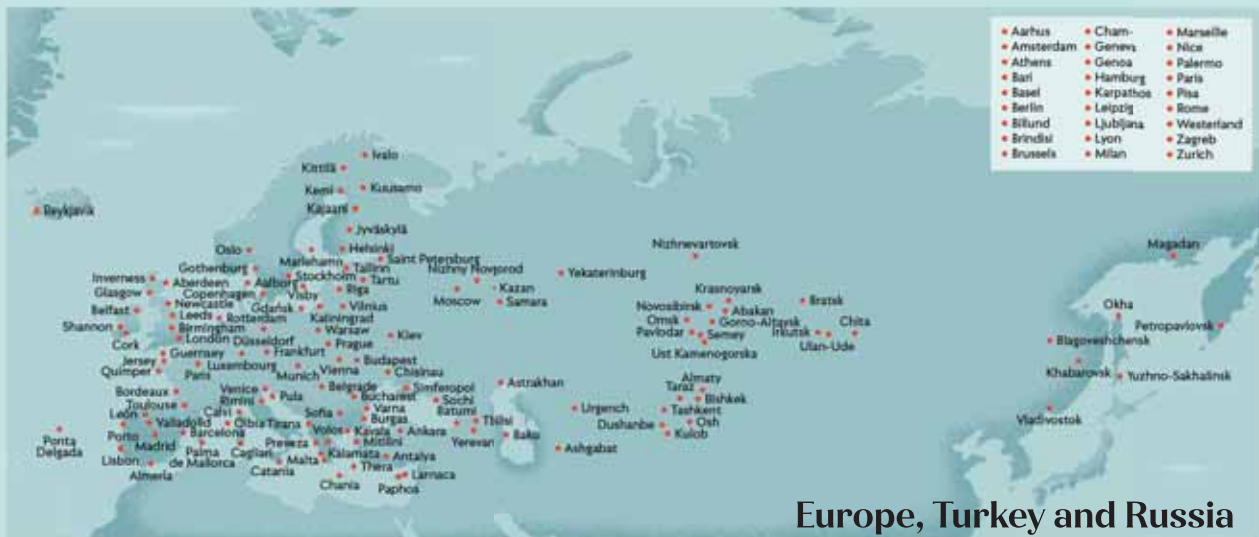 Aarhus
Amsterdam
Athens
Bari
Basel
Berlin
Billund
Brindisi
Brussels
Cham-
Geneva
Genoa
Hamburg
Karpathos
Leipzig
Ljubljana
Lyon
Milan
Marseille
Nice
Palermo
Paris
Pisa
Rome
Westerland
Zagreb
Zurich
Ivalo
Kittilä
Kemi
Kuusamo
Kajaani
Reykjavik
Jyväskylä
Oslo
Helsinki
Mariehamn
Saint Petersburg
Gothenburg
Stockholm
Tallinn
Nizhny Novjorod
Inverness
Aberdeen
Aalborg
Tartu
Kazan
Yekaterinburg
Glasgow
Copenhagen
Visby
Riga
Moscow
Samara
Newcastle
Gdańsk
Vilnius
Belfast
Leeds
Rotterdam
Kaliningrad
Shannon
Birmingham
Warsaw
Kiev
Cork
London
Düsseldorf
Prague
Guernsey
Frankfurt
Jersey
Luxembourg
Vienna
Budapest
Quimper
Paris
Munich
Chisinau
Bordeaux
Venice
Belgrade
Simferopol
Astrakhan
Toulouse
Rimini
Pula
Bucharest
Sochi
León
Calvi
Sofia
Varna
Batumi
Valladolid
Olbia
Tirana
Burgas
Tbilisi
Porto
Barcelona
Volos
Kavala
Ankara
Baku
Ponta
Delgada
Madrid
Palma
de Mallorca
Preveza
Mitilini
Yerevan
Lisbon
Cagliari
Malta
Kalamata
Antalya
Almería
Catania
Thera
Larnaca
Chania
Paphos
Nizhnevartovsk
Krasnoyarsk
Bratsk
Novosibirsk
Abakan
Omsk
Gorno-Altaysk
Chita
Pavlodar
Semey
Irkutsk
Ust Kamenogorska
Ulan-Ude
Almaty
Taraz
Bishkek
Urgench
Tashkent
Dushanbe
Osh
Kulob
Ashgabat
Magadan
Okha
Petropavlovsk
Blagoveshchensk
Khabarovsk
Yuzhno-Sakhalinsk
Vladivostok
Europe, Turkey and Russia